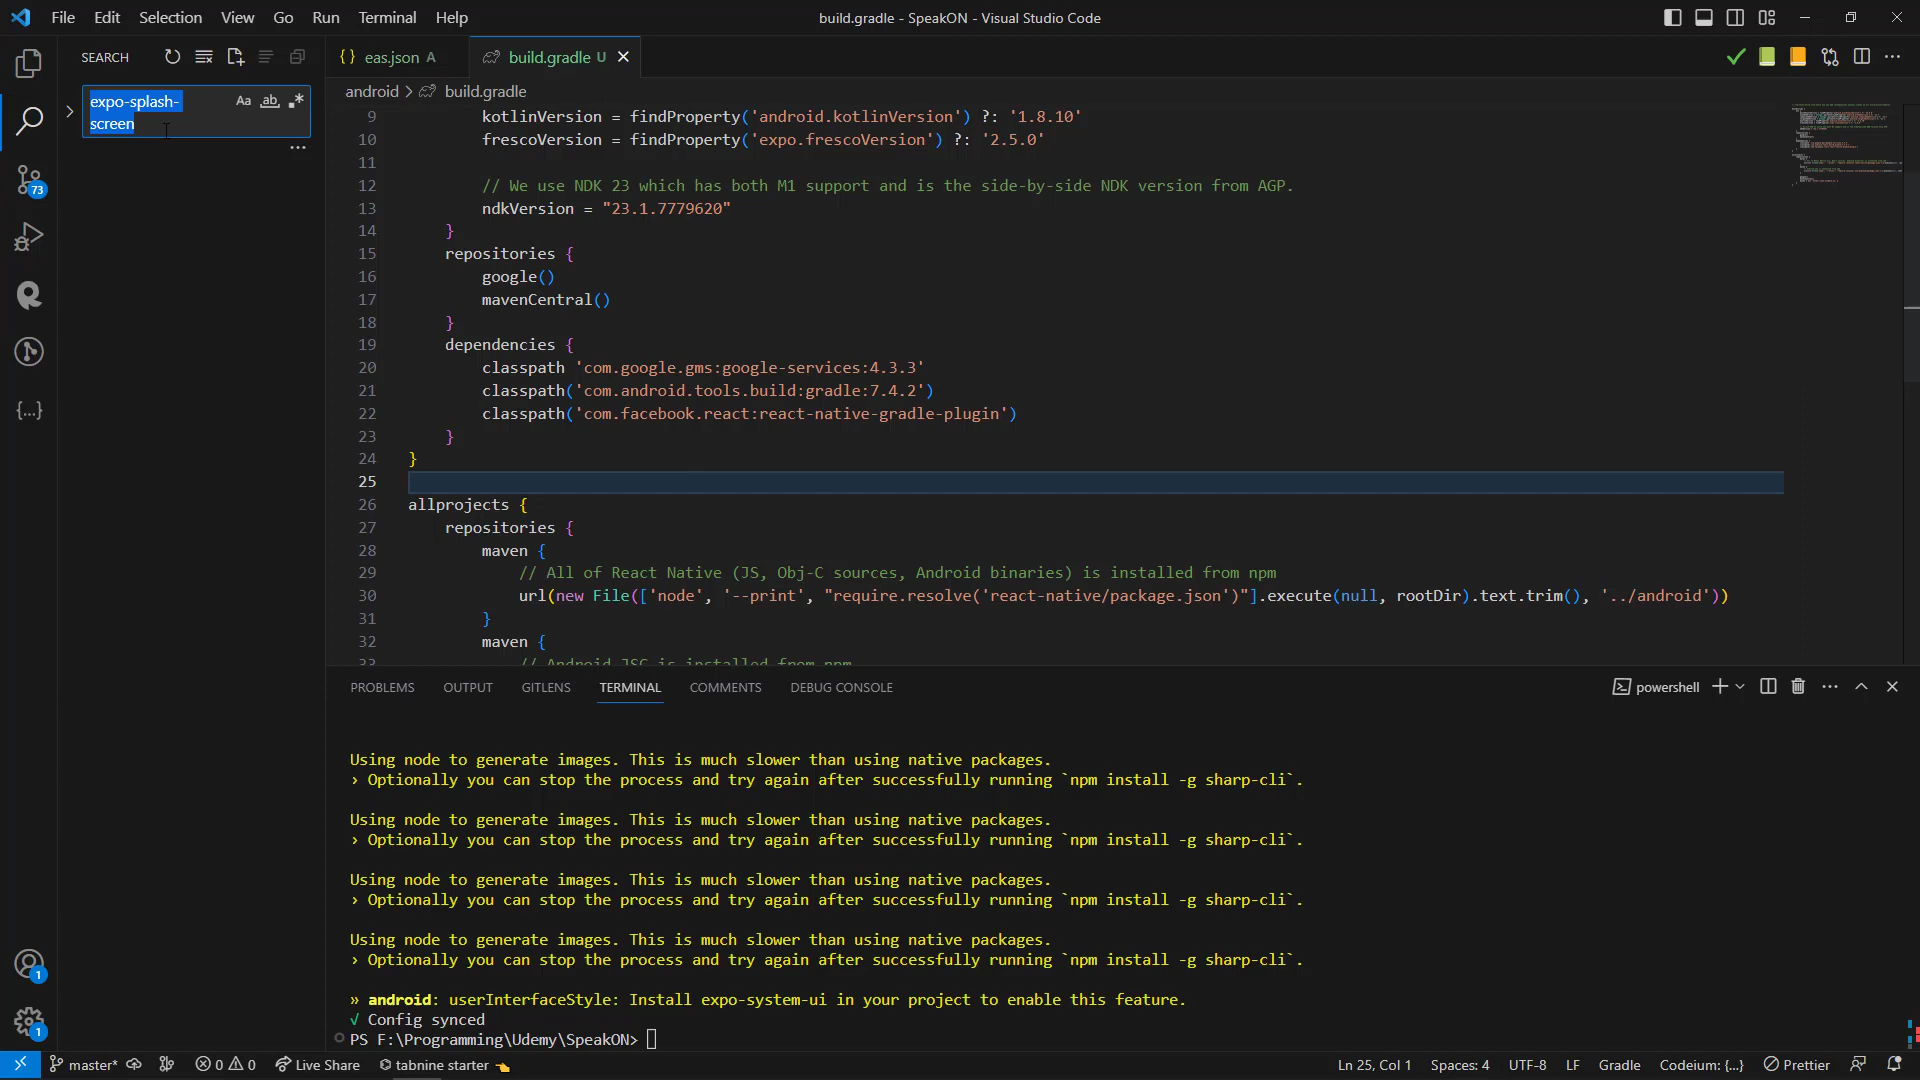 File Edit Selection View Go Run Terminal Help
build.gradle - SpeakON - Visual Studio Code
SEARCH
expo-splash-
screen
Aa ab .*
eas.json A
build.gradle U
android > build.gradle
9 kotlinVersion = findProperty('android.kotlinVersion') ?: '1.8.10'
10 frescoVersion = findProperty('expo.frescoVersion') ?: '2.5.0'
11
12 // We use NDK 23 which has both M1 support and is the side-by-side NDK version from AGP.
13 ndkVersion = "23.1.7779620"
14 }
15 repositories {
16 google()
17 mavenCentral()
18 }
19 dependencies {
20 classpath 'com.google.gms:google-services:4.3.3'
21 classpath('com.android.tools.build:gradle:7.4.2')
22 classpath('com.facebook.react:react-native-gradle-plugin')
23 }
24 }
25
26 allprojects {
27 repositories {
28 maven {
29 // All of React Native (JS, Obj-C sources, Android binaries) is installed from npm
30 url(new File(['node', '--print', "require.resolve('react-native/package.json')"].execute(null, rootDir).text.trim(), '../android'))
31 }
32 maven {
33 // Android JSC is installed from npm
PROBLEMS OUTPUT GITLENS TERMINAL COMMENTS DEBUG CONSOLE
powershell
Using node to generate images. This is much slower than using native packages.
› Optionally you can stop the process and try again after successfully running `npm install -g sharp-cli`.
Using node to generate images. This is much slower than using native packages.
› Optionally you can stop the process and try again after successfully running `npm install -g sharp-cli`.
Using node to generate images. This is much slower than using native packages.
› Optionally you can stop the process and try again after successfully running `npm install -g sharp-cli`.
Using node to generate images. This is much slower than using native packages.
› Optionally you can stop the process and try again after successfully running `npm install -g sharp-cli`.
» android: userInterfaceStyle: Install expo-system-ui in your project to enable this feature.
√ Config synced
PS F:\Programming\Udemy\SpeakON>
73
{...}
1
1
master* 0 0 Live Share tabnine starter
Ln 25, Col 1 Spaces: 4 UTF-8 LF Gradle Codeium: {...} Prettier